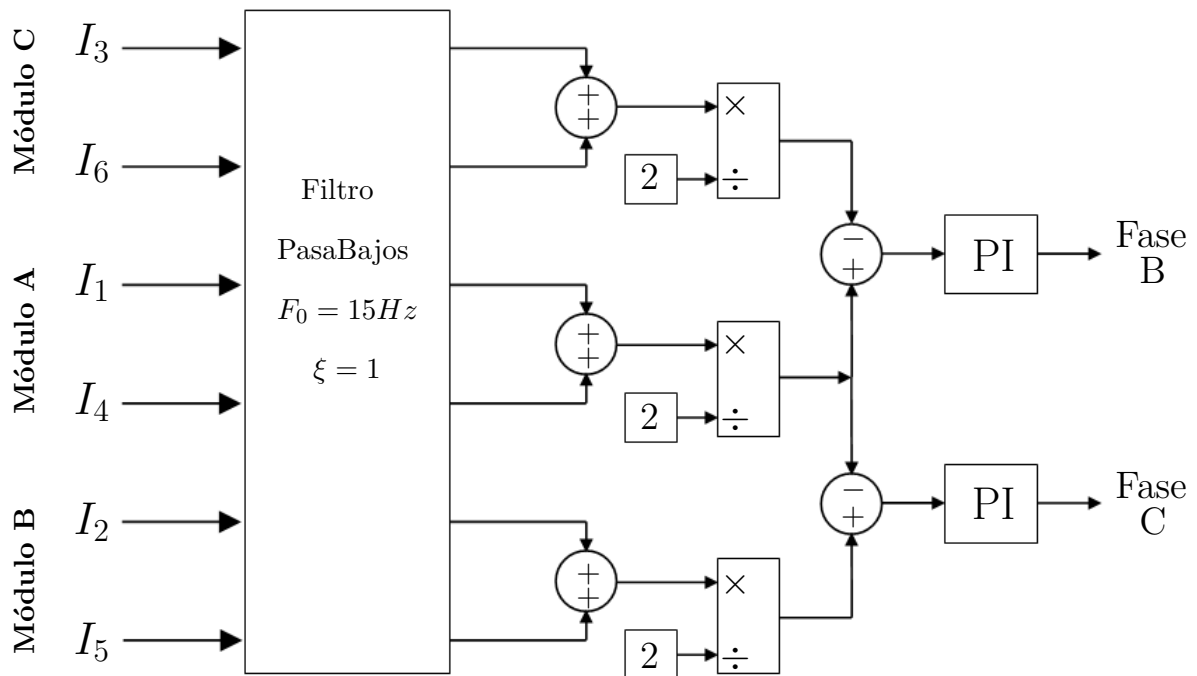 Módulo C
I₃
I₆
Módulo A
I₁
I₄
Módulo B
I₂
I₅
Filtro
PasaBajos
F₀ = 15Hz
ξ = 1
+
+
×
2
÷
+
+
×
2
÷
+
+
×
2
÷
−
+
PI
Fase
B
−
+
PI
Fase
C